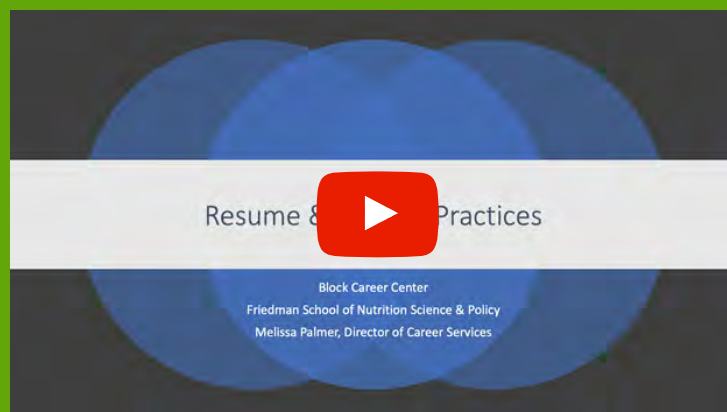 Resume & Practices
Block Career Center
Friedman School of Nutrition Science & Policy
Melissa Palmer, Director of Career Services